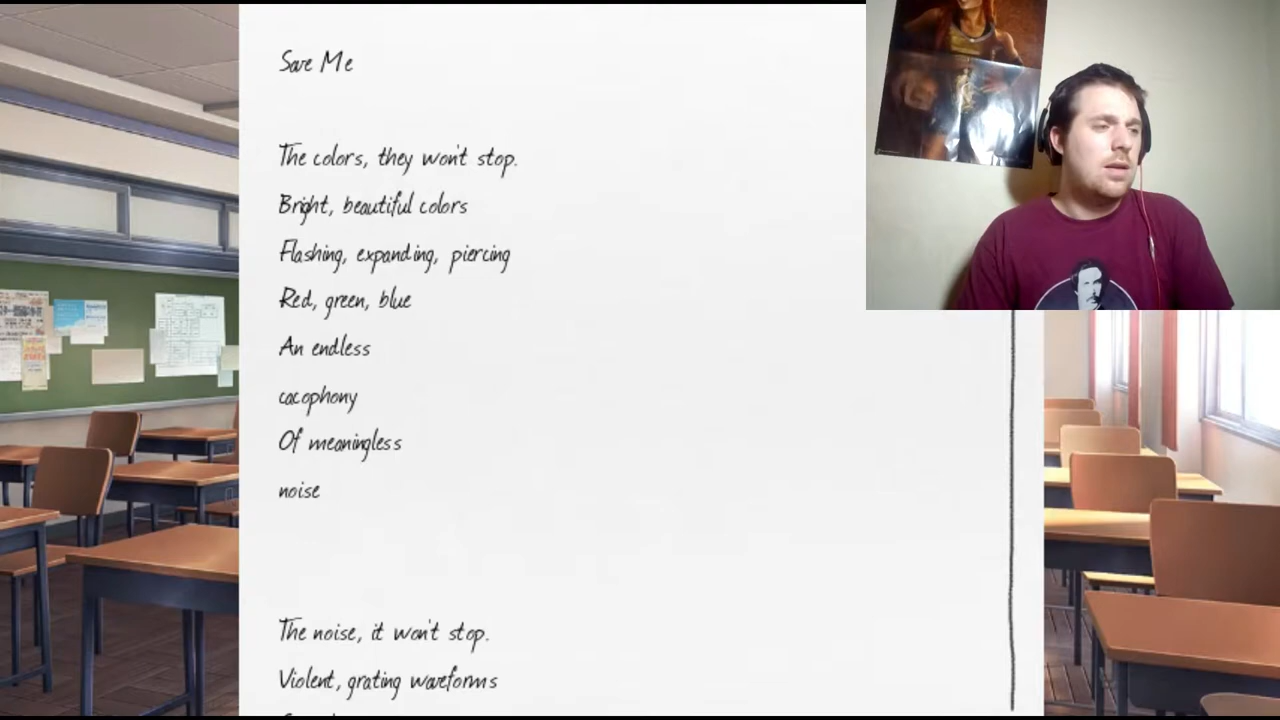 Save Me
The colors, they won't stop.
Bright, beautiful colors
Flashing, expanding, piercing
Red, green, blue
An endless
cacophony
Of meaningless
noise
The noise, it won't stop.
Violent, grating waveforms